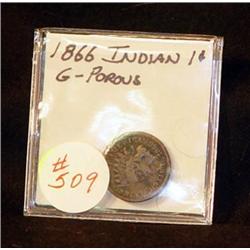 1866 INDIAN 1¢
G-POROUS
#
509